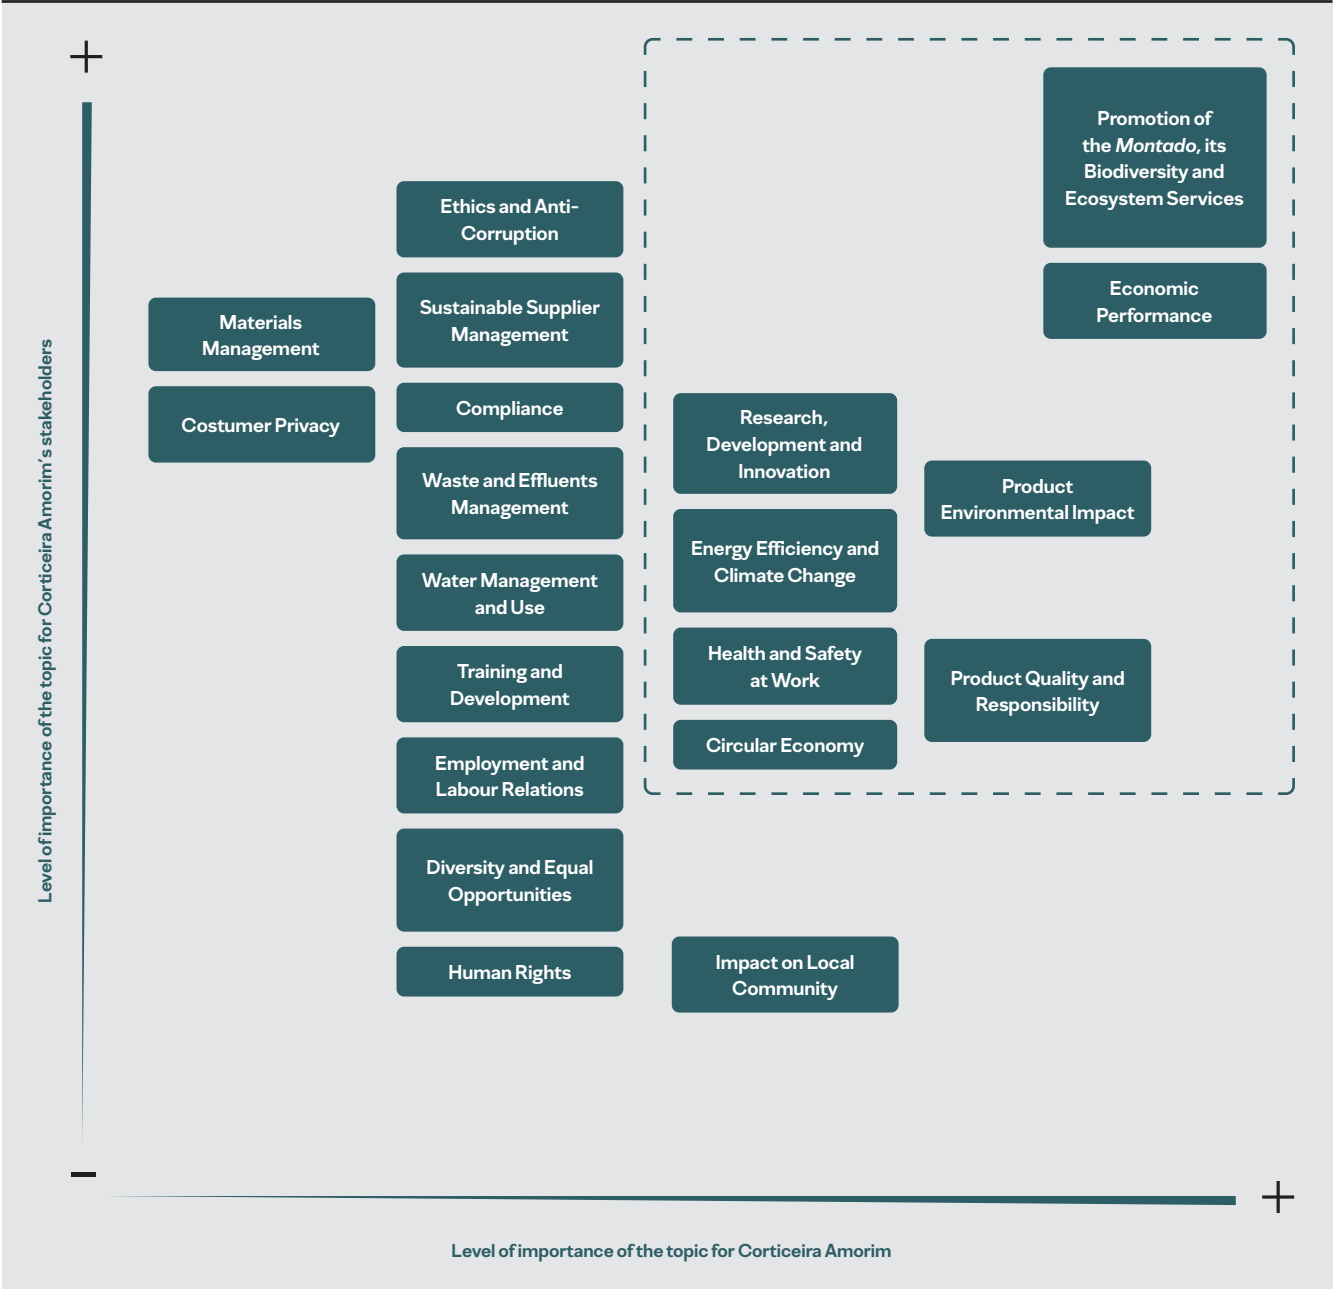 Level of importance of the topic for Corticeira Amorim's stakeholders
Materials
Management
Costumer Privacy
Ethics and Anti-
Corruption
Sustainable Supplier
Management
Compliance
Waste and Effluents
Management
Water Management
and Use
Training and
Development
Employment and
Labour Relations
Diversity and Equal
Opportunities
Human Rights
Research,
Development and
Innovation
Energy Efficiency and
Climate Change
Health and Safety
at Work
Circular Economy
Impact on Local
Community
Product
Environmental Impact
Product Quality and
Responsibility
Promotion of
the Montado, its
Biodiversity and
Ecosystem Services
Economic
Performance
Level of importance of the topic for Corticeira Amorim